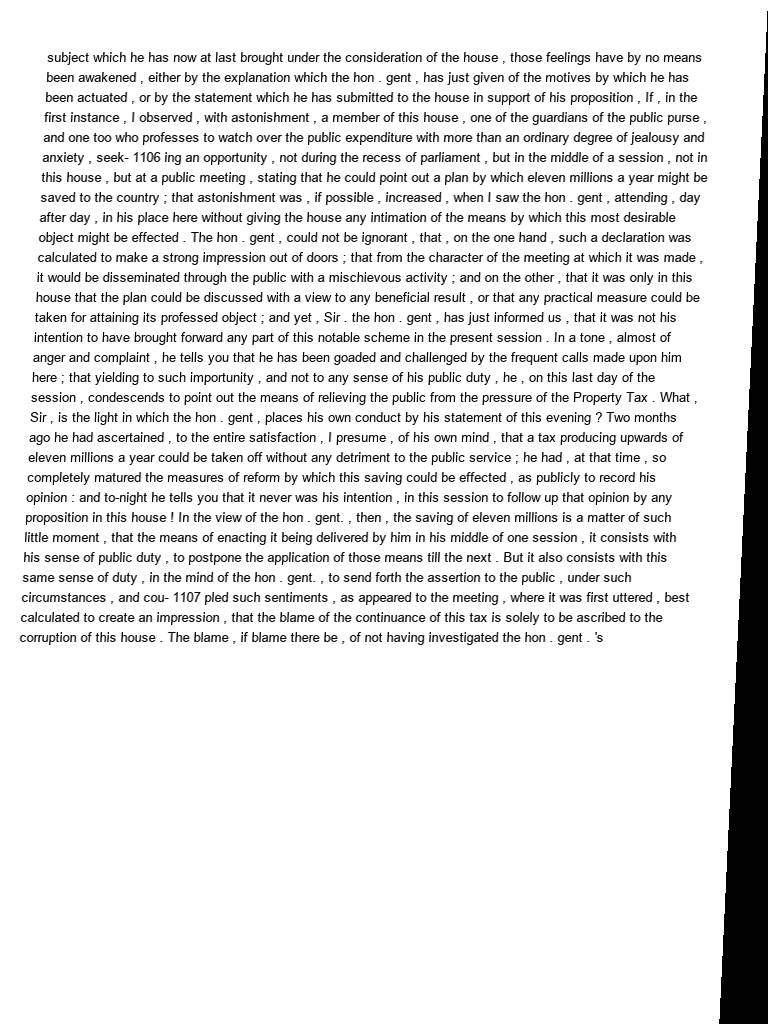 subject which he has now at last brought under the consideration of the house , those feelings have by no means
been awakened , either by the explanation which the hon . gent , has just given of the motives by which he has
been actuated , or by the statement which he has submitted to the house in support of his proposition , If , in the
first instance , I observed , with astonishment , a member of this house , one of the guardians of the public purse ,
and one too who professes to watch over the public expenditure with more than an ordinary degree of jealousy and
anxiety , seek- 1106 ing an opportunity , not during the recess of parliament , but in the middle of a session , not in
this house , but at a public meeting , stating that he could point out a plan by which eleven millions a year might be
saved to the country ; that astonishment was , if possible , increased , when I saw the hon . gent , attending , day
after day , in his place here without giving the house any intimation of the means by which this most desirable
object might be effected . The hon . gent , could not be ignorant , that , on the one hand , such a declaration was
calculated to make a strong impression out of doors ; that from the character of the meeting at which it was made ,
it would be disseminated through the public with a mischievous activity ; and on the other , that it was only in this
house that the plan could be discussed with a view to any beneficial result , or that any practical measure could be
taken for attaining its professed object ; and yet , Sir . the hon . gent , has just informed us , that it was not his
intention to have brought forward any part of this notable scheme in the present session . In a tone , almost of
anger and complaint , he tells you that he has been goaded and challenged by the frequent calls made upon him
here ; that yielding to such importunity , and not to any sense of his public duty , he , on this last day of the
session , condescends to point out the means of relieving the public from the pressure of the Property Tax . What ,
Sir , is the light in which the hon . gent , places his own conduct by his statement of this evening ? Two months
ago he had ascertained , to the entire satisfaction , I presume , of his own mind , that a tax producing upwards of
eleven millions a year could be taken off without any detriment to the public service ; he had , at that time , so
completely matured the measures of reform by which this saving could be effected , as publicly to record his
opinion : and to-night he tells you that it never was his intention , in this session to follow up that opinion by any
proposition in this house ! In the view of the hon . gent. , then , the saving of eleven millions is a matter of such
little moment , that the means of enacting it being delivered by him in his middle of one session , it consists with
his sense of public duty , to postpone the application of those means till the next . But it also consists with this
same sense of duty , in the mind of the hon . gent. , to send forth the assertion to the public , under such
circumstances , and cou- 1107 pled such sentiments , as appeared to the meeting , where it was first uttered , best
calculated to create an impression , that the blame of the continuance of this tax is solely to be ascribed to the
corruption of this house . The blame , if blame there be , of not having investigated the hon . gent . 's